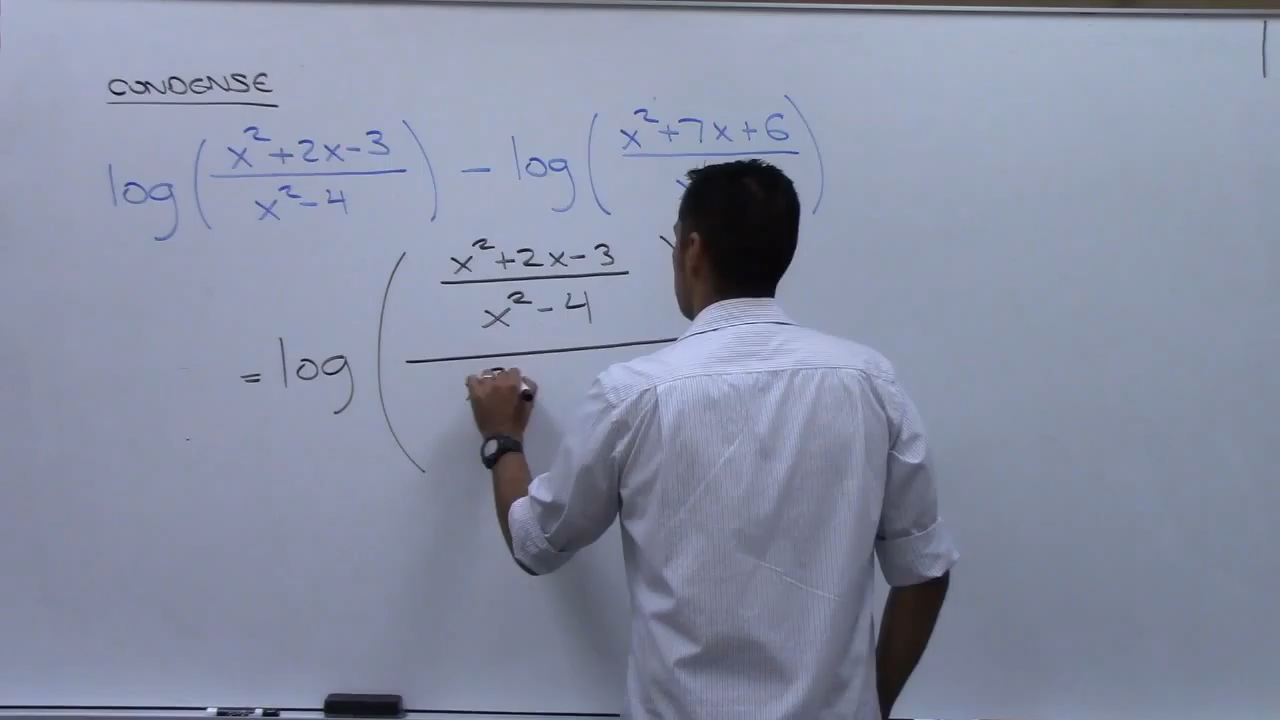 CONDENSE
log( (x²+2x-3)/(x²-4) ) - log( (x²+7x+6)/
= log( ( (x²+2x-3)/(x²-4) )/